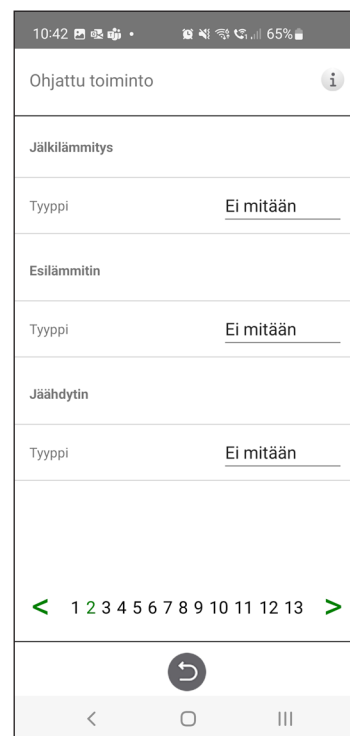 10:42 65%
Ohjattu toiminto i
Jälkilämmitys
Tyyppi Ei mitään
Esilämmitin
Tyyppi Ei mitään
Jäähdytin
Tyyppi Ei mitään
< 1 2 3 4 5 6 7 8 9 10 11 12 13 >